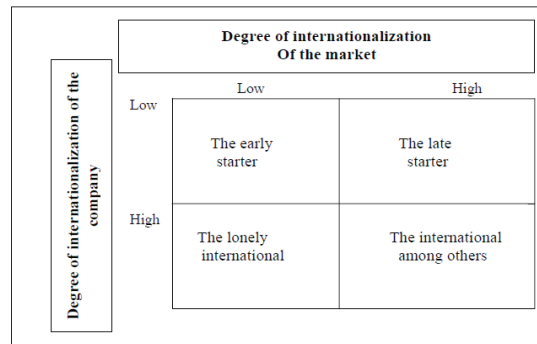 Degree of internationalization
Of the market
Degree of internationalization of the
company
Low
High
Low
The early
starter
The late
starter
High
The lonely
international
The international
among others